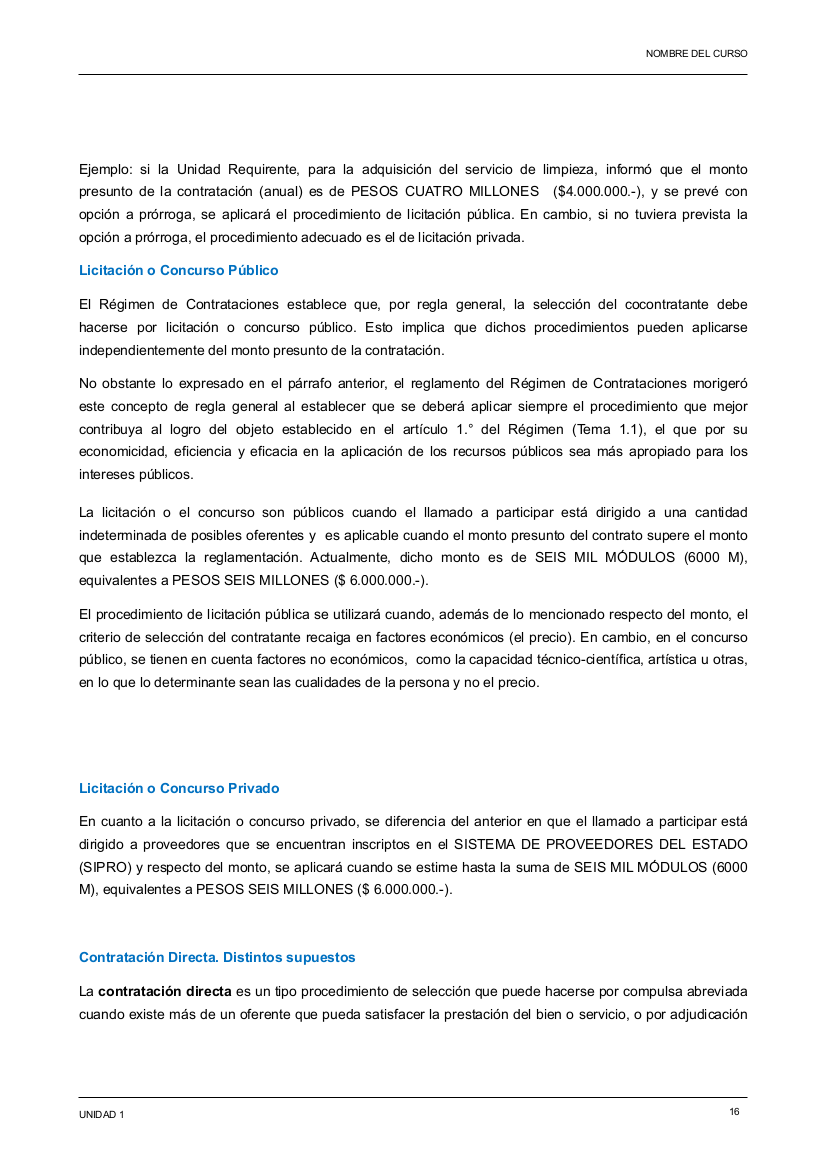 NOMBRE DEL CURSO
Ejemplo: si la Unidad Requirente, para la adquisición del servicio de limpieza, informó que el monto
presunto de la contratación (anual) es de PESOS CUATRO MILLONES ($4.000.000.-), y se prevé con
opción a prórroga, se aplicará el procedimiento de licitación pública. En cambio, si no tuviera prevista la
opción a prórroga, el procedimiento adecuado es el de licitación privada.
Licitación o Concurso Público
El Régimen de Contrataciones establece que, por regla general, la selección del cocontratante debe
hacerse por licitación o concurso público. Esto implica que dichos procedimientos pueden aplicarse
independientemente del monto presunto de la contratación.
No obstante lo expresado en el párrafo anterior, el reglamento del Régimen de Contrataciones morigeró
este concepto de regla general al establecer que se deberá aplicar siempre el procedimiento que mejor
contribuya al logro del objeto establecido en el artículo 1.° del Régimen (Tema 1.1), el que por su
economicidad, eficiencia y eficacia en la aplicación de los recursos públicos sea más apropiado para los
intereses públicos.
La licitación o el concurso son públicos cuando el llamado a participar está dirigido a una cantidad
indeterminada de posibles oferentes y es aplicable cuando el monto presunto del contrato supere el monto
que establezca la reglamentación. Actualmente, dicho monto es de SEIS MIL MÓDULOS (6000 M),
equivalentes a PESOS SEIS MILLONES ($ 6.000.000.-).
El procedimiento de licitación pública se utilizará cuando, además de lo mencionado respecto del monto, el
criterio de selección del contratante recaiga en factores económicos (el precio). En cambio, en el concurso
público, se tienen en cuenta factores no económicos, como la capacidad técnico-científica, artística u otras,
en lo que lo determinante sean las cualidades de la persona y no el precio.
Licitación o Concurso Privado
En cuanto a la licitación o concurso privado, se diferencia del anterior en que el llamado a participar está
dirigido a proveedores que se encuentran inscriptos en el SISTEMA DE PROVEEDORES DEL ESTADO
(SIPRO) y respecto del monto, se aplicará cuando se estime hasta la suma de SEIS MIL MÓDULOS (6000
M), equivalentes a PESOS SEIS MILLONES ($ 6.000.000.-).
Contratación Directa. Distintos supuestos
La contratación directa es un tipo procedimiento de selección que puede hacerse por compulsa abreviada
cuando existe más de un oferente que pueda satisfacer la prestación del bien o servicio, o por adjudicación
UNIDAD 1
16